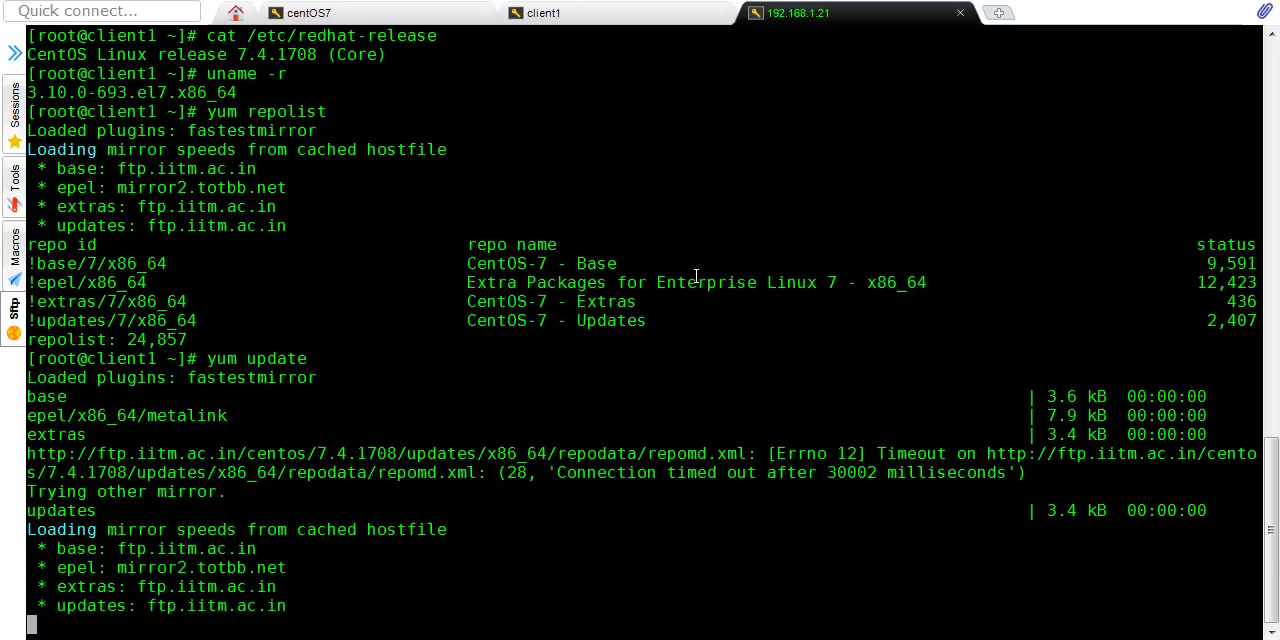 Quick connect...
centOS7
client1
192.168.1.21
Sessions
Tools
Macros
Sftp
[root@client1 ~]# cat /etc/redhat-release
CentOS Linux release 7.4.1708 (Core)
[root@client1 ~]# uname -r
3.10.0-693.el7.x86_64
[root@client1 ~]# yum repolist
Loaded plugins: fastestmirror
Loading mirror speeds from cached hostfile
 * base: ftp.iitm.ac.in
 * epel: mirror2.totbb.net
 * extras: ftp.iitm.ac.in
 * updates: ftp.iitm.ac.in
repo id repo name status
!base/7/x86_64 CentOS-7 - Base 9,591
!epel/x86_64 Extra Packages for Enterprise Linux 7 - x86_64 12,423
!extras/7/x86_64 CentOS-7 - Extras 436
!updates/7/x86_64 CentOS-7 - Updates 2,407
repolist: 24,857
[root@client1 ~]# yum update
Loaded plugins: fastestmirror
base | 3.6 kB 00:00:00
epel/x86_64/metalink | 7.9 kB 00:00:00
extras | 3.4 kB 00:00:00
http://ftp.iitm.ac.in/centos/7.4.1708/updates/x86_64/repodata/repomd.xml: [Errno 12] Timeout on http://ftp.iitm.ac.in/cento
s/7.4.1708/updates/x86_64/repodata/repomd.xml: (28, 'Connection timed out after 30002 milliseconds')
Trying other mirror.
updates | 3.4 kB 00:00:00
Loading mirror speeds from cached hostfile
 * base: ftp.iitm.ac.in
 * epel: mirror2.totbb.net
 * extras: ftp.iitm.ac.in
 * updates: ftp.iitm.ac.in